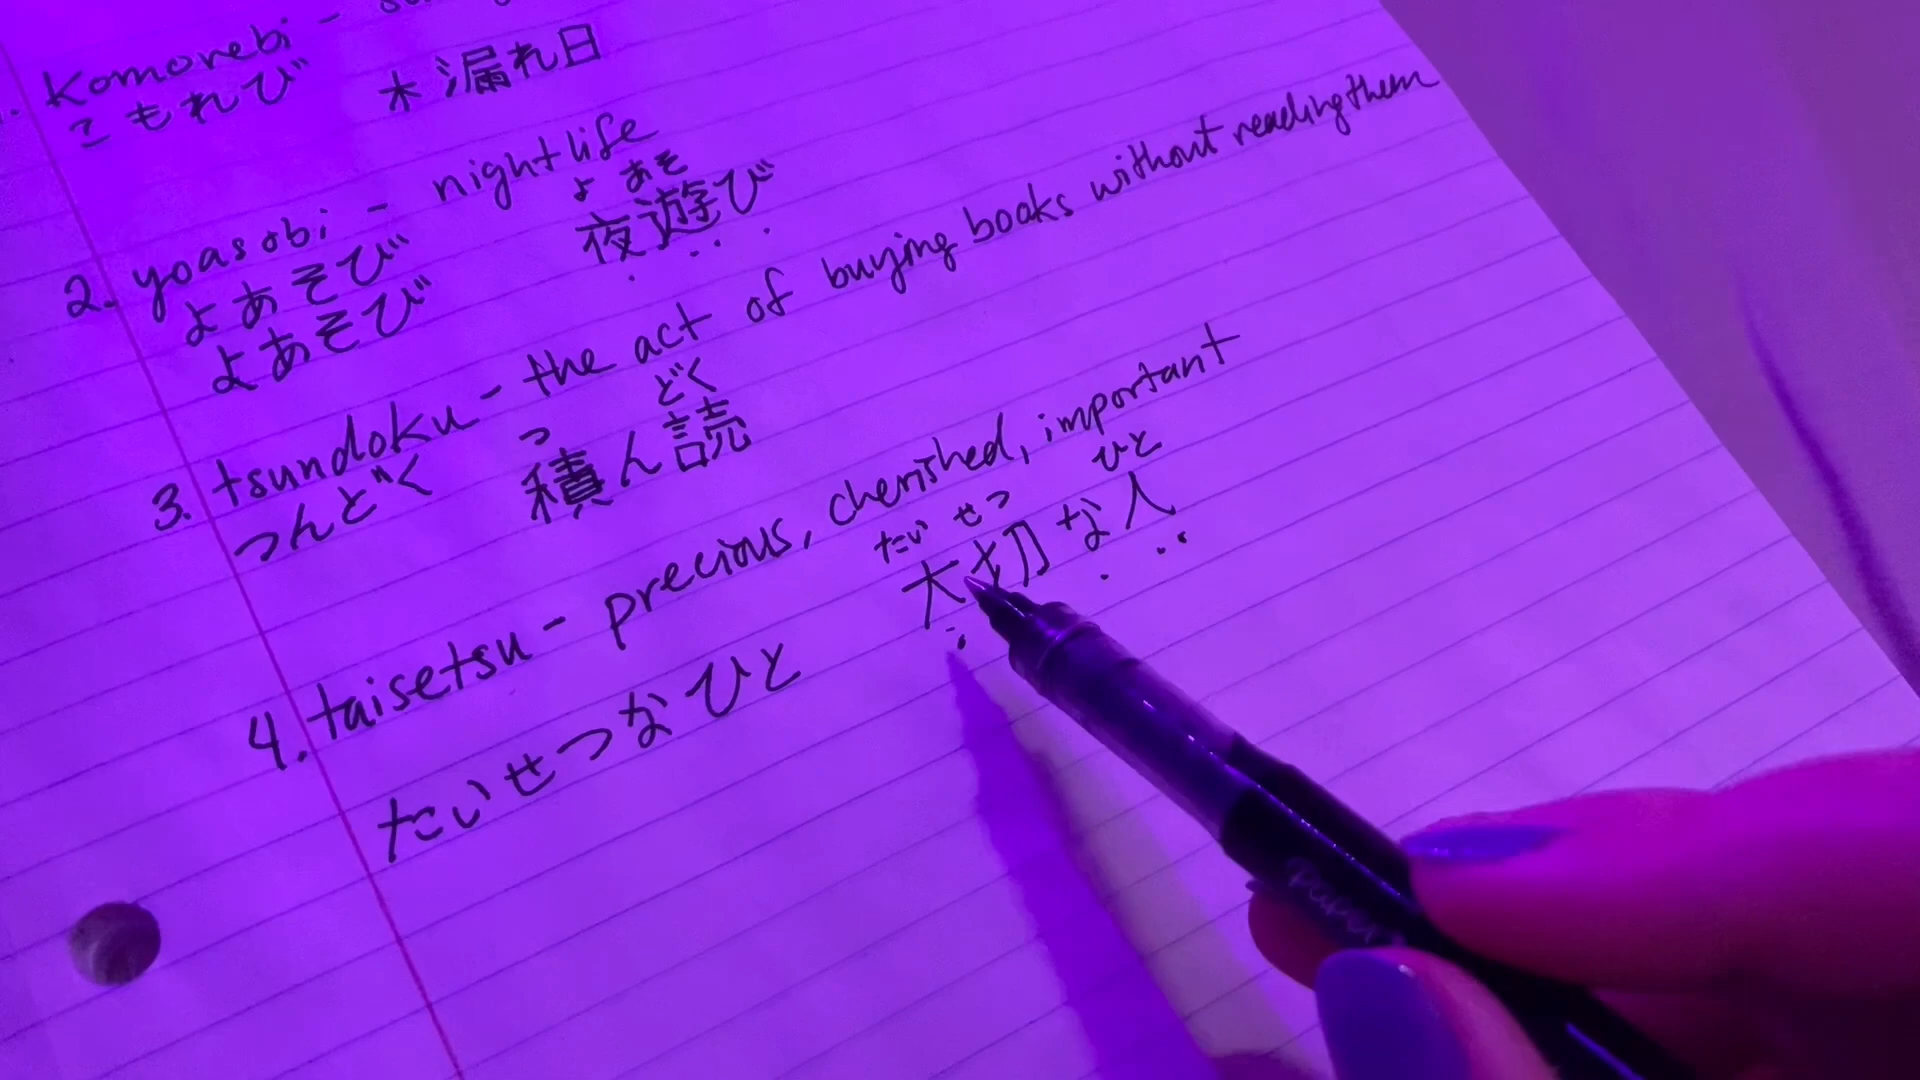 1. Komorebi -
こもれび 木漏れ日
2. yoasobi - nightlife
よ あそ
よあそび 夜遊び
よあそび
3. tsundoku - the act of buying books without reading them
つ どく
つんどく 積ん読
4. taisetsu - precious, cherished, important
たい せつ ひと
たいせつなひと 大切な人